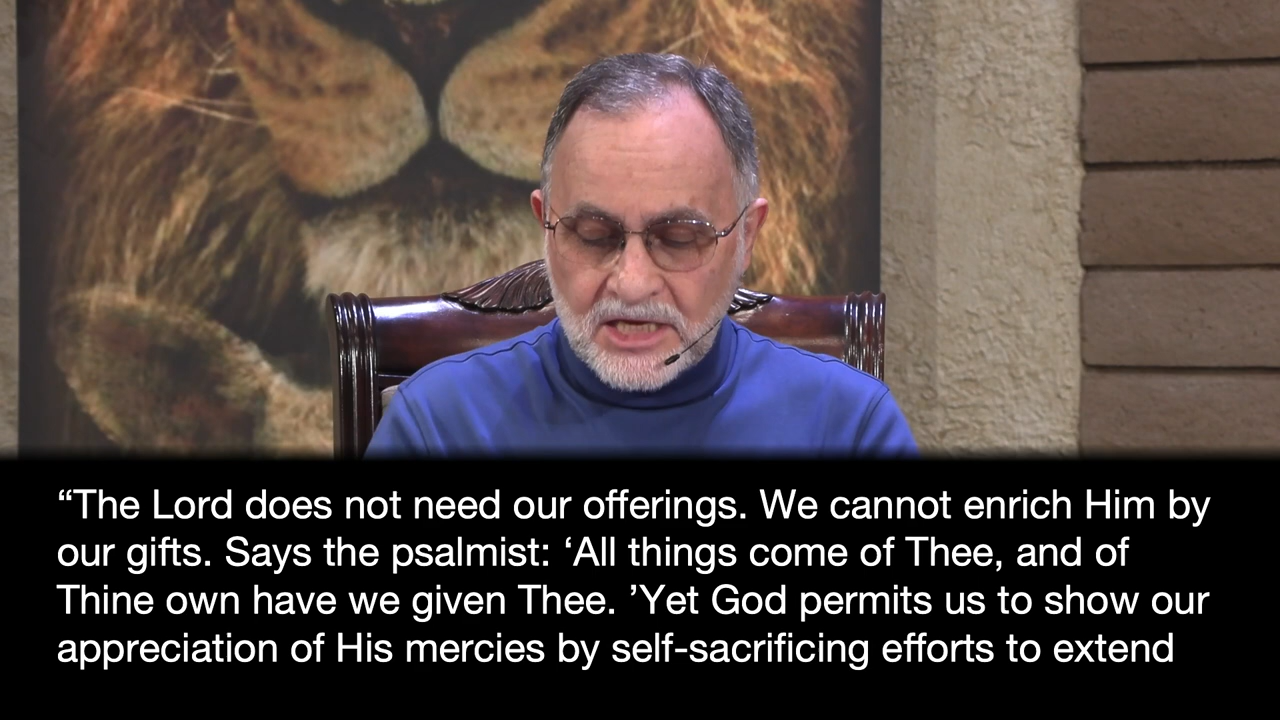 “The Lord does not need our offerings. We cannot enrich Him by
our gifts. Says the psalmist: ‘All things come of Thee, and of
Thine own have we given Thee. ’Yet God permits us to show our
appreciation of His mercies by self-sacrificing efforts to extend